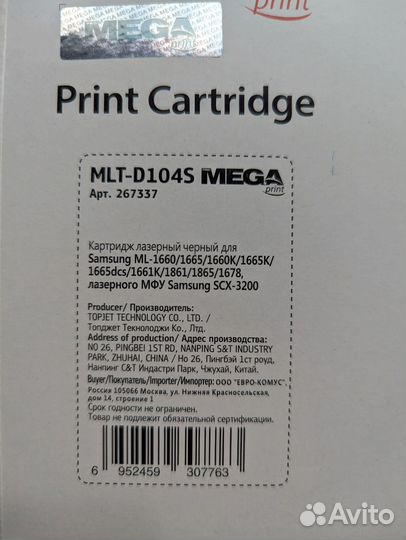 MEGA
print
print
Print Cartridge
MLT-D104S MEGA
print
Арт. 267337
Картридж лазерный черный для
Samsung ML-1660/1665/1660K/1665K/
1665dcs/1661K/1861/1865/1678,
лазерного МФУ Samsung SCX-3200
Producer/ Производитель:
TOPJET TECHNOLOGY CO., LTD. /
Топджет Текнолоджи Ко., Лтд.
Address of production/ Адрес производства:
NO 26, PINGBEI 1ST RD, NANPING S&T INDUSTRY
PARK, ZHUHAI, CHINA / Но 26, Пингбэй 1ст роуд,
Нанпинг С&Т Индастри Парк, Чжухай, Китай.
Buyer/Покупатель/Importer/Импортер: ООО "ЕВРО-КОМУС",
Россия 105066 Москва, ул. Нижняя Красносельская,
дом 14, строение 1
Срок годности не ограничен.
Товар не подлежит обязательной сертификации.
6 952459 307763
Avito